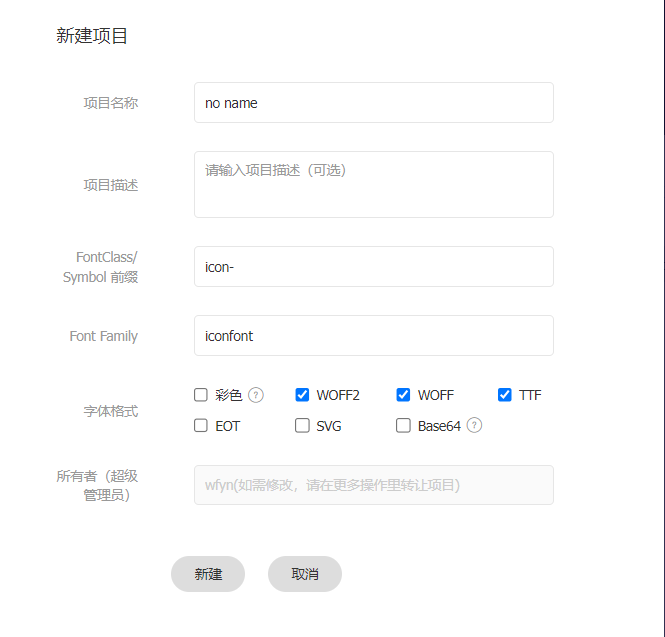 新建项目
项目名称
no name
项目描述
请输入项目描述（可选）
FontClass/
Symbol 前缀
icon-
Font Family
iconfont
字体格式
彩色 ? WOFF2 WOFF TTF
EOT SVG Base64 ?
所有者（超级
管理员）
wfyn(如需修改，请在更多操作里转让项目)
新建 取消